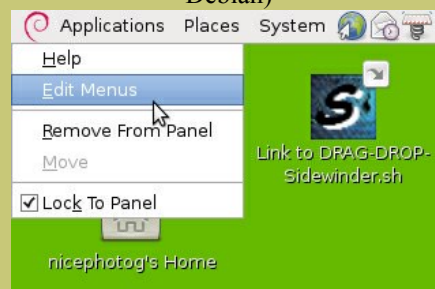 Debian)
Applications Places System
Help
Edit Menus
Remove From Panel
Move
Lock To Panel
Link to DRAG-DROP-
Sidewinder.sh
nicephotog's Home